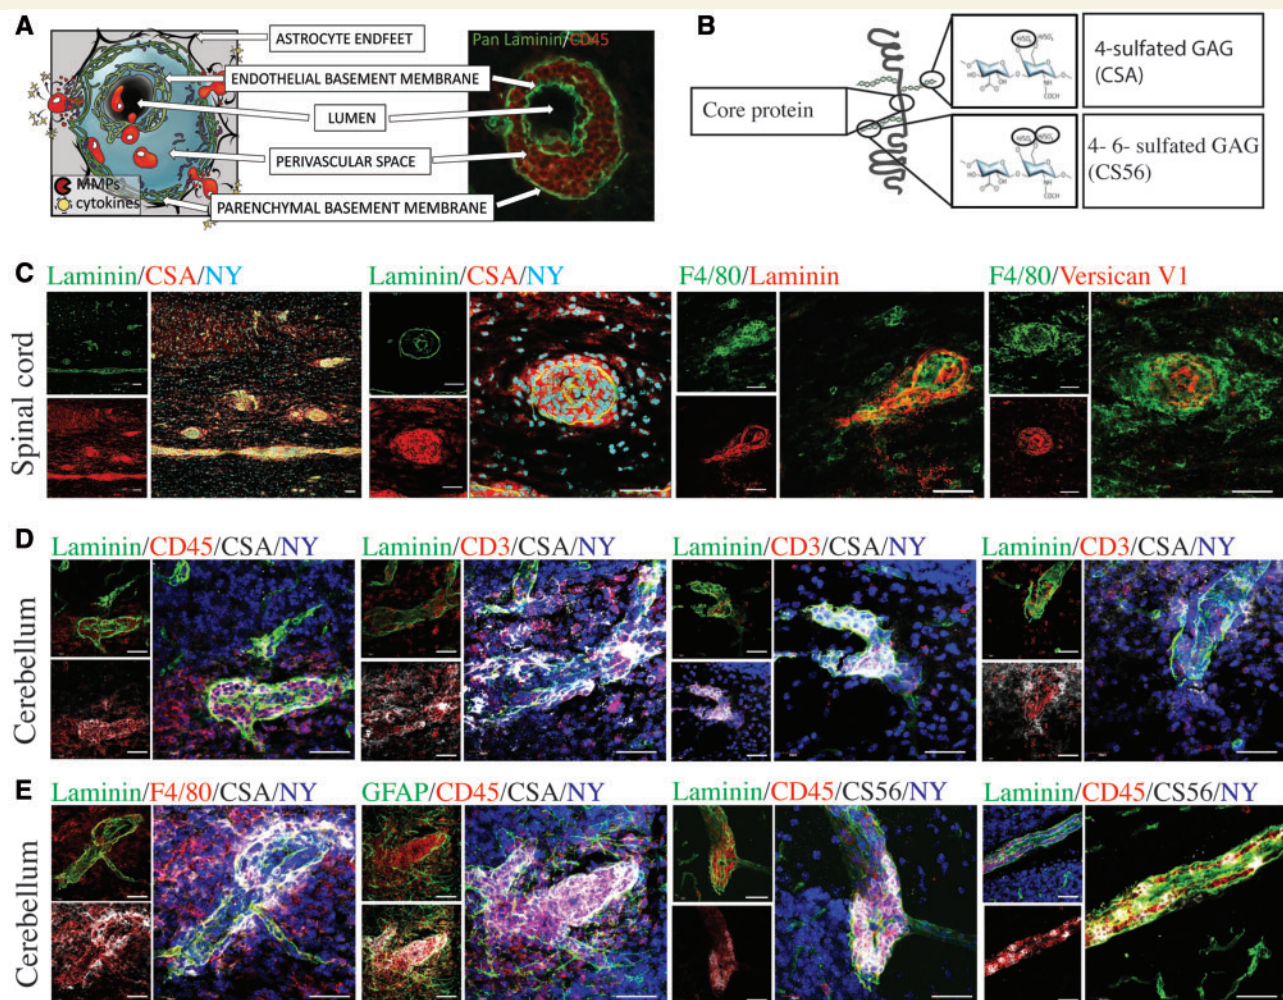 A
ASTROCYTE ENDFEET
ENDOTHELIAL BASEMENT MEMBRANE
LUMEN
PERIVASCULAR SPACE
PARENCHYMAL BASEMENT MEMBRANE
MMPs
cytokines
Pan Laminin/CD45
B
Core protein
4-sulfated GAG
(CSA)
4- 6- sulfated GAG
(CS56)
C
Laminin/CSA/NY
Laminin/CSA/NY
F4/80/Laminin
F4/80/Versican V1
Spinal cord
D
Laminin/CD45/CSA/NY
Laminin/CD3/CSA/NY
Laminin/CD3/CSA/NY
Laminin/CD3/CSA/NY
Cerebellum
E
Laminin/F4/80/CSA/NY
GFAP/CD45/CSA/NY
Laminin/CD45/CS56/NY
Laminin/CD45/CS56/NY
Cerebellum